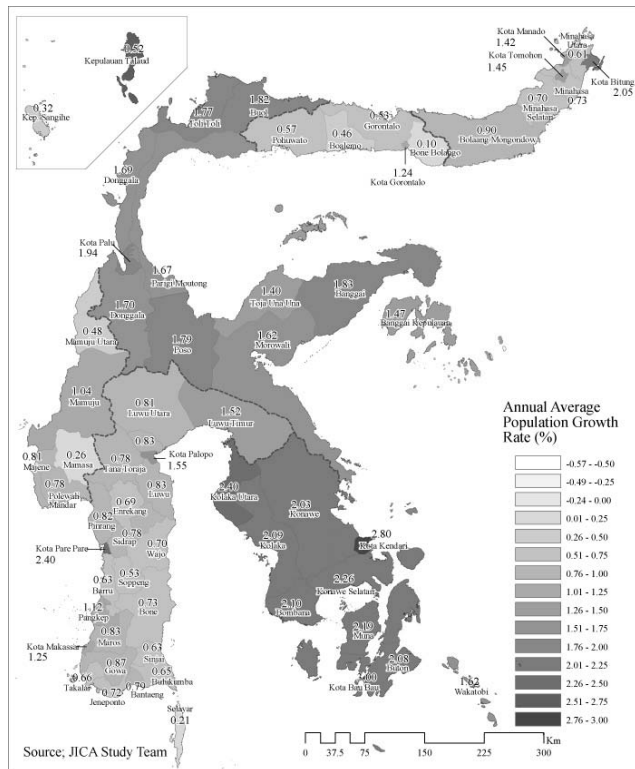 0.52
Kepulauan Talaud
0.32
Kep. Sangihe
Kota Manado
1.42
Kota Tomohon
1.45
Minahasa
Utara
0.61
Kota Bitung
2.05
0.70
Minahasa
Selatan
Minahasa
0.73
0.90
Bolaang Mongondow
1.82
Buol
1.77
Toli-Toli
0.57
Pohuwato
0.46
Boalemo
0.53
Gorontalo
0.10
Bone Bolango
1.24
Kota Gorontalo
1.69
Donggala
Kota Palu
1.94
1.67
Parigi Moutong
1.70
Donggala
1.79
Poso
1.40
Tojo Una-Una
1.83
Banggai
1.62
Morowali
1.47
Banggai Kepulauan
0.48
Mamuju Utara
1.04
Mamuju
0.81
Luwu Utara
1.52
Luwu Timur
0.81
Majene
0.26
Mamasa
0.78
Polewali
Mandar
0.83
0.78
Tana Toraja
Kota Palopo
1.55
0.83
Luwu
0.69
Enrekang
0.82
Pinrang
0.78
Sidrap
0.70
Wajo
Kota Pare Pare
2.40
0.63
Barru
0.53
Soppeng
0.73
Bone
1.12
Pangkep
0.83
Maros
Kota Makassar
1.25
0.63
Sinjai
0.87
Gowa
0.66
Takalar
0.72
Jeneponto
0.79
Bantaeng
0.65
Bulukumba
Selayar
0.21
2.40
Kolaka Utara
2.03
Konawe
2.09
Kolaka
2.80
Kota Kendari
2.26
Konawe Selatan
2.10
Bombana
2.19
Muna
2.08
Buton
Kota Bau Bau
Wakatobi
Annual Average
Population Growth
Rate (%)
-0.57 - -0.50
-0.49 - -0.25
-0.24 - 0.00
0.01 - 0.25
0.26 - 0.50
0.51 - 0.75
0.76 - 1.00
1.01 - 1.25
1.26 - 1.50
1.51 - 1.75
1.76 - 2.00
2.01 - 2.25
2.26 - 2.50
2.51 - 2.75
2.76 - 3.00
Km
0 37.5 75 150 225 300
Source; JICA Study Team